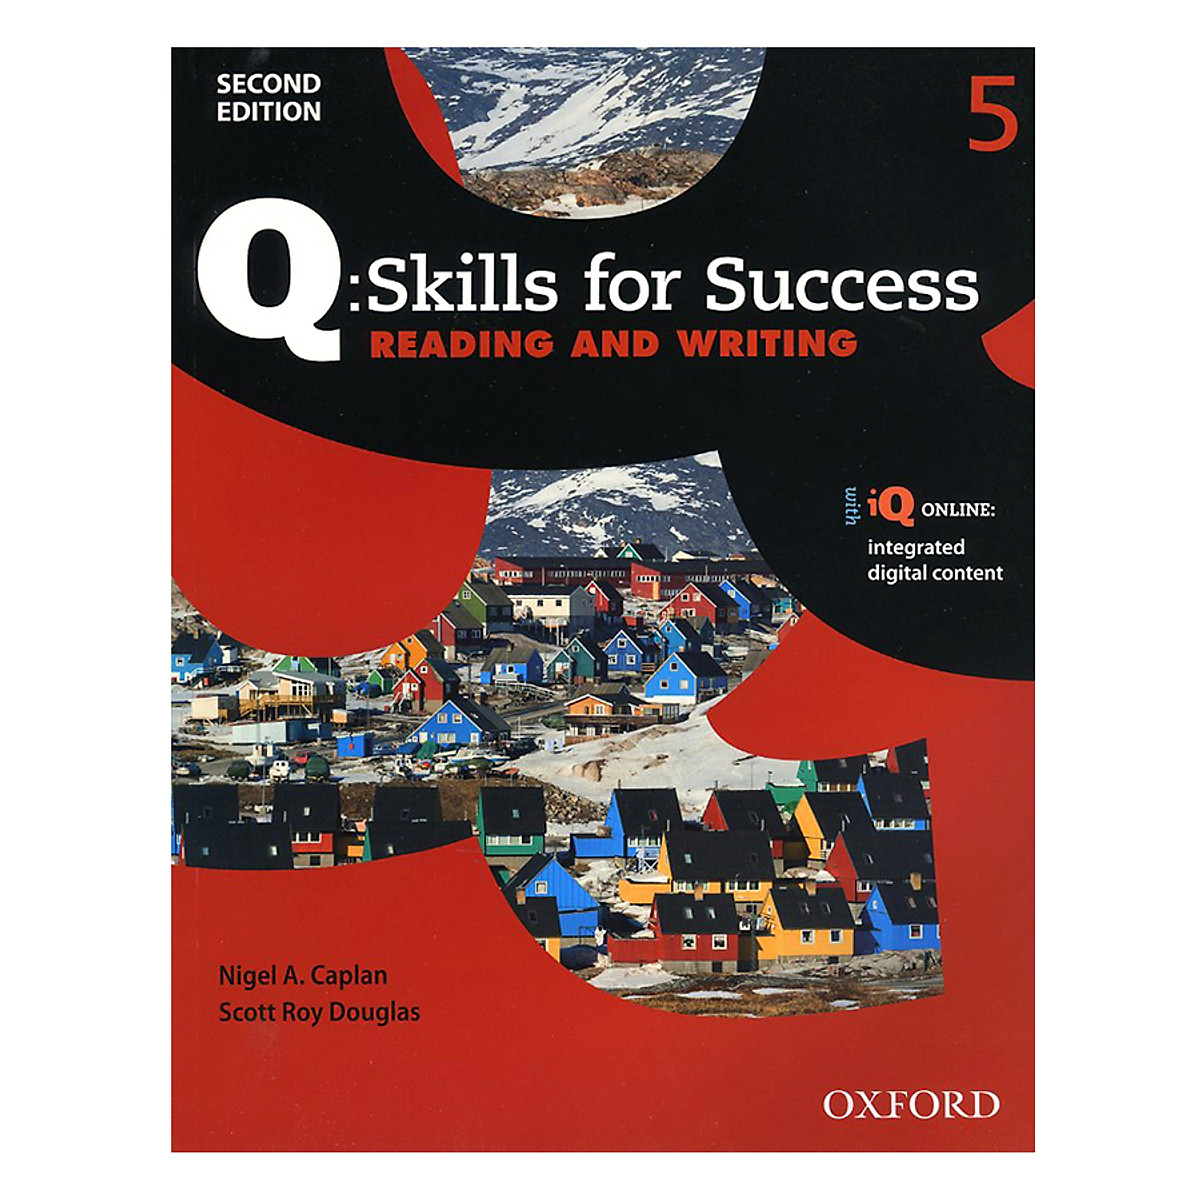 SECOND
EDITION
5
Q:Skills for Success
READING AND WRITING
with iQ ONLINE:
integrated
digital content
Nigel A. Caplan
Scott Roy Douglas
OXFORD